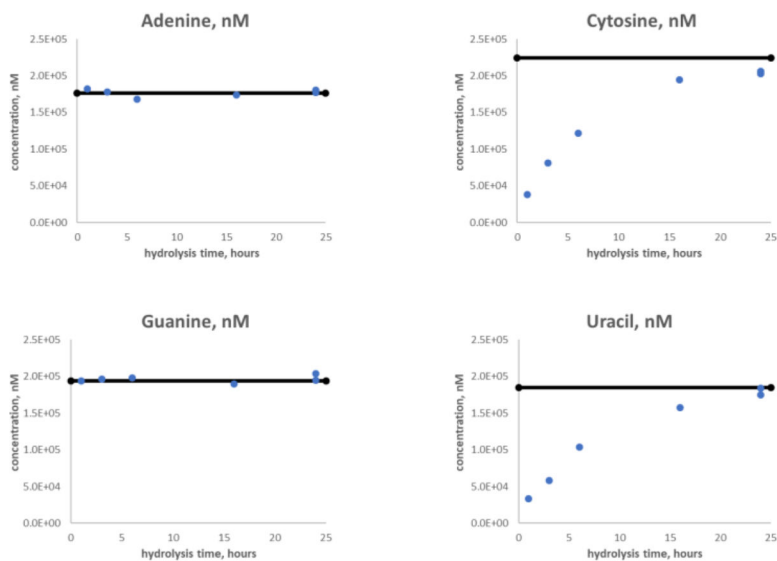 Adenine, nM
2.5E+05
2.0E+05
1.5E+05
1.0E+05
5.0E+04
0.0E+00
concentration, nM
0 5 10 15 20 25
hydrolysis time, hours
Cytosine, nM
2.5E+05
2.0E+05
1.5E+05
1.0E+05
5.0E+04
0.0E+00
concentration, nM
0 5 10 15 20 25
hydrolysis time, hours
Guanine, nM
2.5E+05
2.0E+05
1.5E+05
1.0E+05
5.0E+04
0.0E+00
concentration, nM
0 5 10 15 20 25
hydrolysis time, hours
Uracil, nM
2.5E+05
2.0E+05
1.5E+05
1.0E+05
5.0E+04
0.0E+00
concentration, nM
0 5 10 15 20 25
hydrolysis time, hours